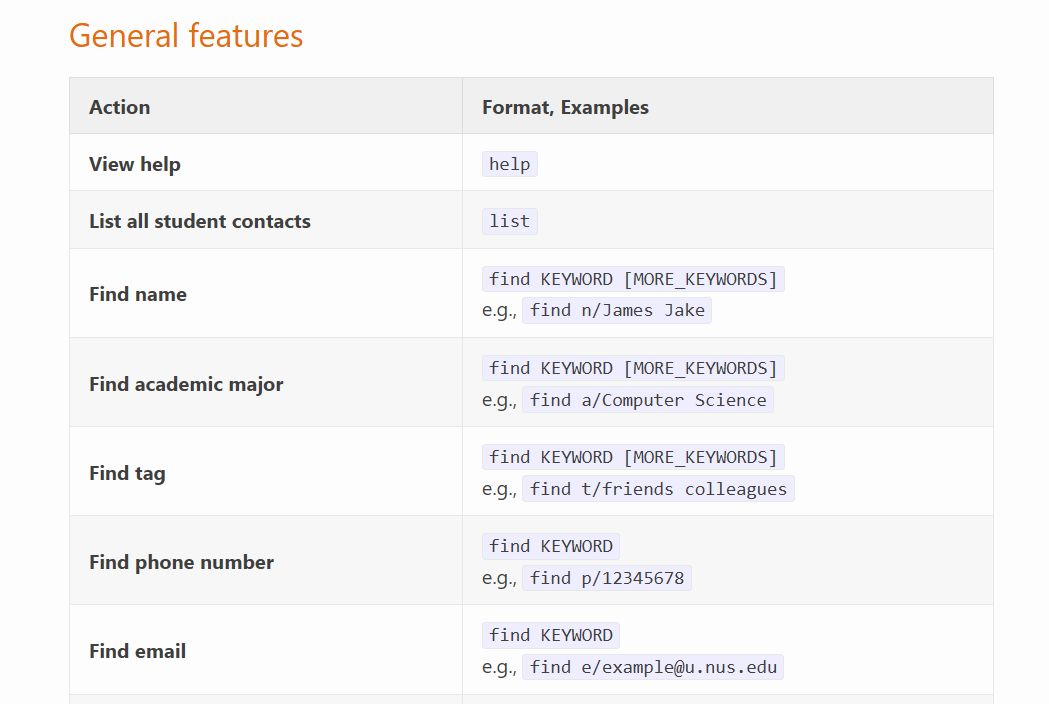 General features
Action
Format, Examples
View help
help
List all student contacts
list
Find name
find KEYWORD [MORE_KEYWORDS]
e.g., find n/James Jake
Find academic major
find KEYWORD [MORE_KEYWORDS]
e.g., find a/Computer Science
Find tag
find KEYWORD [MORE_KEYWORDS]
e.g., find t/friends colleagues
Find phone number
find KEYWORD
e.g., find p/12345678
Find email
find KEYWORD
e.g., find e/example@u.nus.edu